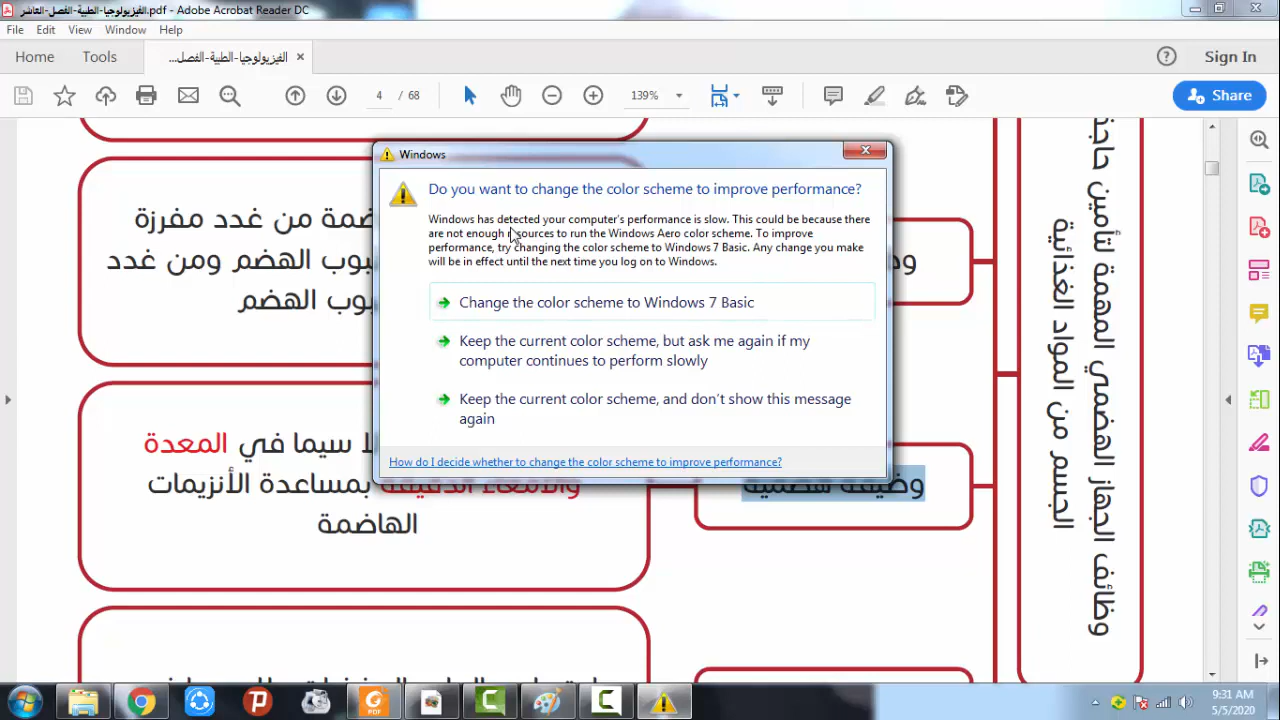 الفيزيولوجيا-الطبية-الفصل-العاشر.pdf - Adobe Acrobat Reader DC
File Edit View Window Help
Home Tools الفيزيولوجيا-الطبية-الفصل... × Sign In
4 / 68 139% Share
Windows
Do you want to change the color scheme to improve performance?
Windows has detected your computer's performance is slow. This could be because there
are not enough resources to run the Windows Aero color scheme. To improve
performance, try changing the color scheme to Windows 7 Basic. Any change you make
will be in effect until the next time you log on to Windows.
Change the color scheme to Windows 7 Basic
Keep the current color scheme, but ask me again if my
computer continues to perform slowly
Keep the current color scheme, and don't show this message
again
How do I decide whether to change the color scheme to improve performance?
وظائف الجهاز الهضمي المهمة لتأمين حاجة
الجسم من المواد الغذائية
من غدد مفرزة
الهضم ومن غدد
الهضم
وظيفة هضمية
لا سيما في المعدة
والأمعاء الدقيقة بمساعدة الأنزيمات
الهاضمة
PDF
9:31 AM
5/5/2020